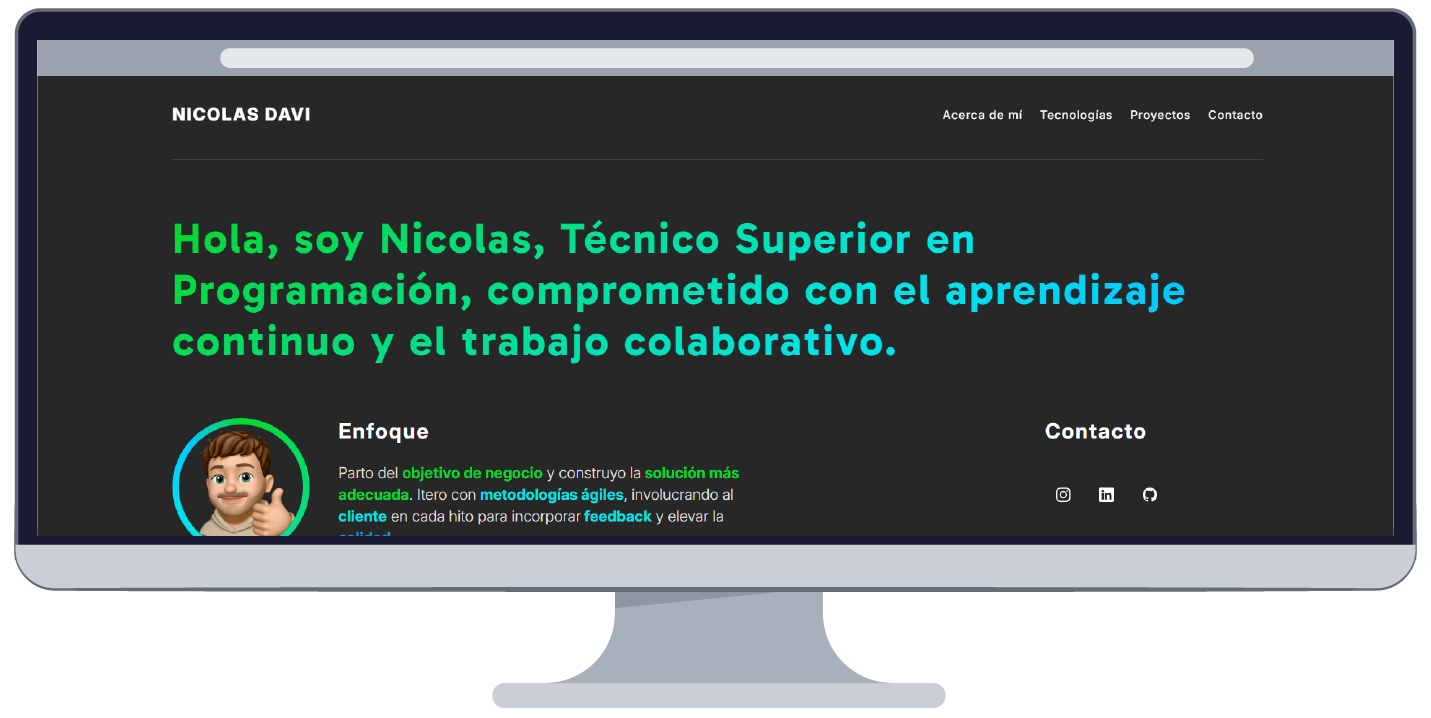 NICOLAS DAVI
Acerca de mí Tecnologías Proyectos Contacto
Hola, soy Nicolas, Técnico Superior en
Programación, comprometido con el aprendizaje
continuo y el trabajo colaborativo.
Enfoque
Parto del objetivo de negocio y construyo la solución más
adecuada. Itero con metodologías ágiles, involucrando al
cliente en cada hito para incorporar feedback y elevar la
calidad
Contacto